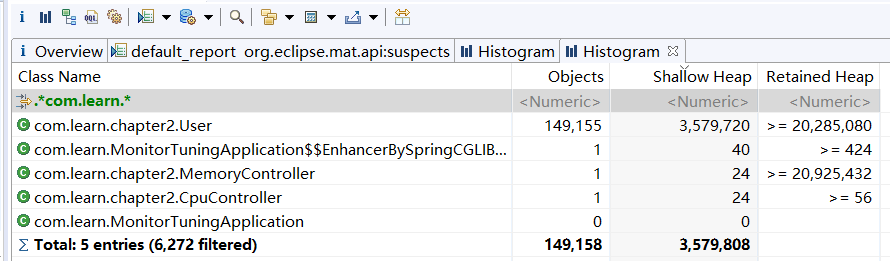 i Overview default_report org.eclipse.mat.api:suspects Histogram Histogram
Class Name Objects Shallow Heap Retained Heap
.*com.learn.* <Numeric> <Numeric> <Numeric>
com.learn.chapter2.User 149,155 3,579,720 >= 20,285,080
com.learn.MonitorTuningApplication$$EnhancerBySpringCGLIB... 1 40 >= 424
com.learn.chapter2.MemoryController 1 24 >= 20,925,432
com.learn.chapter2.CpuController 1 24 >= 56
com.learn.MonitorTuningApplication 0 0
Σ Total: 5 entries (6,272 filtered) 149,158 3,579,808